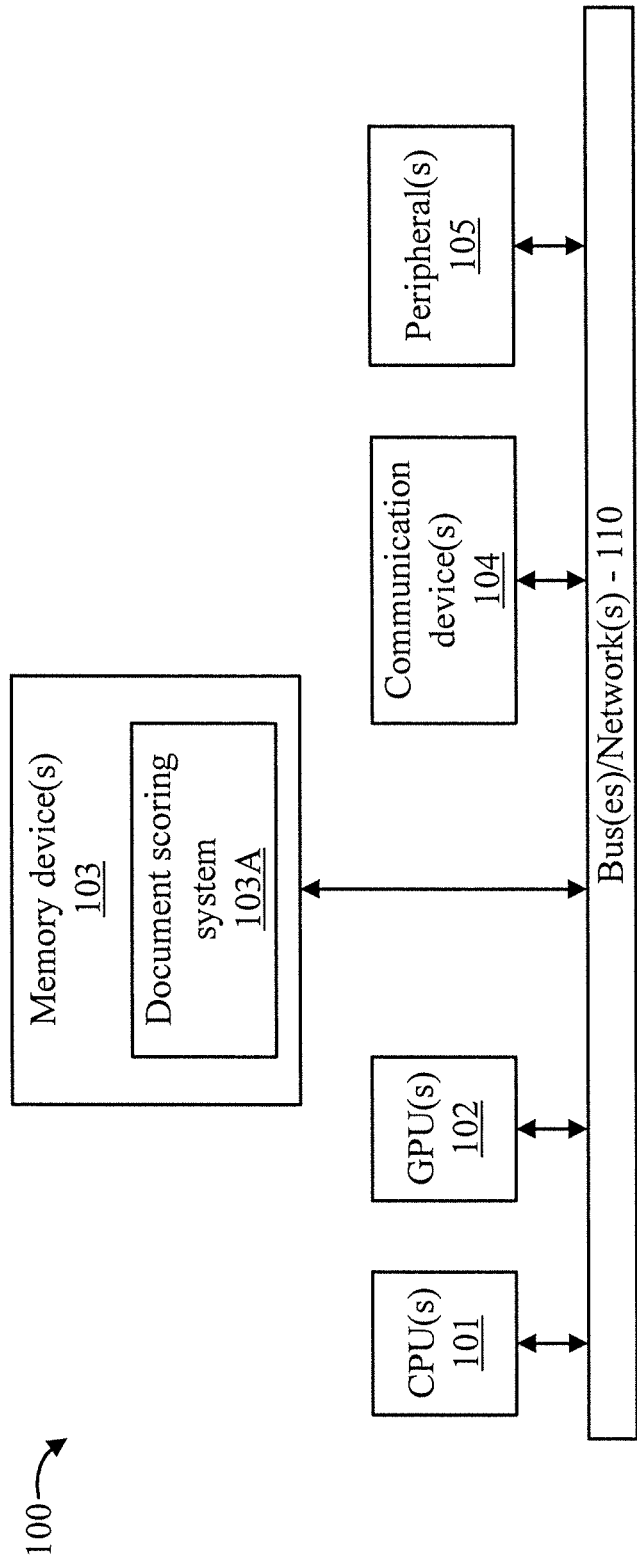 100
Memory device(s)
103
Document scoring
system
103A
CPU(s)
101
GPU(s)
102
Communication
device(s)
104
Peripheral(s)
105
Bus(es)/Network(s) - 110